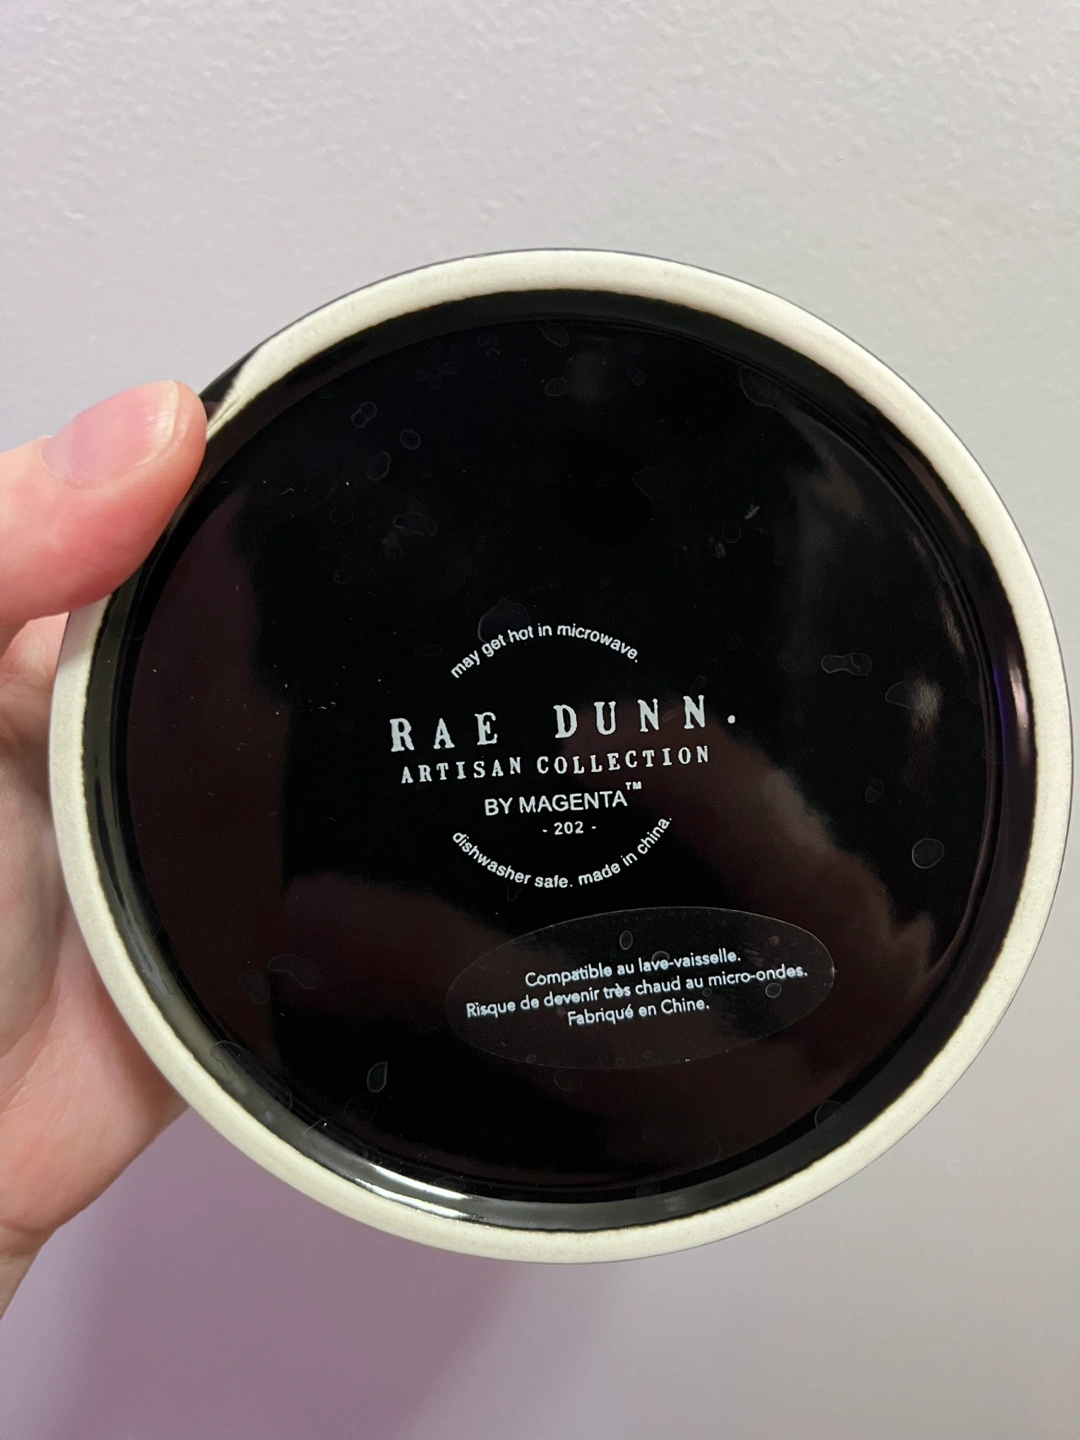 may get hot in microwave.
RAE DUNN.
ARTISAN COLLECTION
BY MAGENTA™
- 202 -
dishwasher safe. made in china.
Compatible au lave-vaisselle.
Risque de devenir très chaud au micro-ondes.
Fabriqué en Chine.